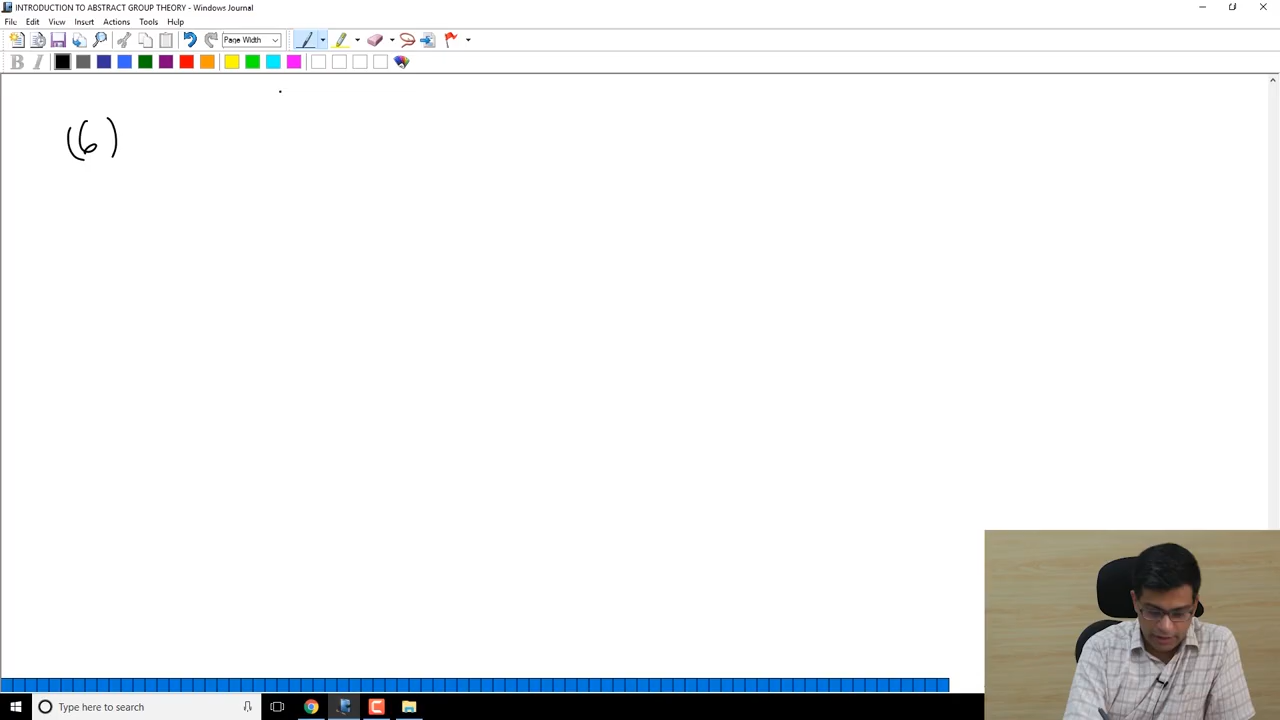 INTRODUCTION TO ABSTRACT GROUP THEORY - Windows Journal
File Edit View Insert Actions Tools Help
Page Width
B I
(6)
Type here to search